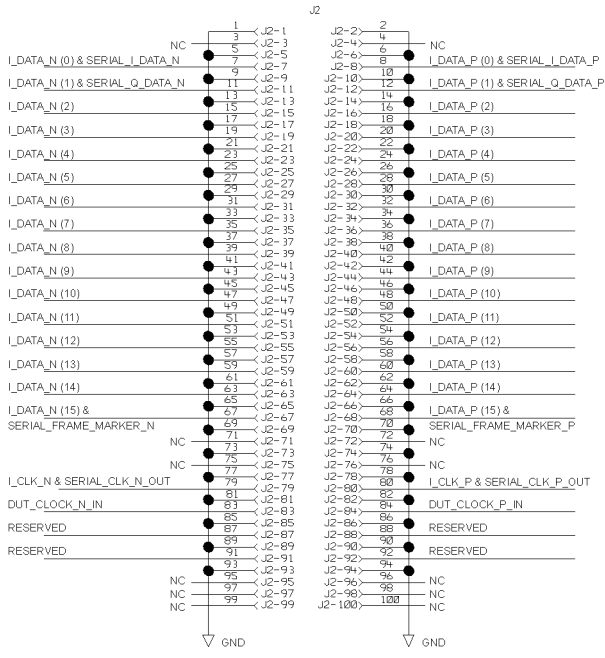 J2
1 J2-1 J2-2 2
NC 3 J2-3 J2-4 4 NC
5 J2-5 J2-6 6
I_DATA_N (0) & SERIAL_I_DATA_N 7 J2-7 J2-8 8 I_DATA_P (0) & SERIAL_I_DATA_P
9 J2-9 J2-10 10
I_DATA_N (1) & SERIAL_Q_DATA_N 11 J2-11 J2-12 12 I_DATA_P (1) & SERIAL_Q_DATA_P
13 J2-13 J2-14 14
I_DATA_N (2) 15 J2-15 J2-16 16 I_DATA_P (2)
17 J2-17 J2-18 18
I_DATA_N (3) 19 J2-19 J2-20 20 I_DATA_P (3)
21 J2-21 J2-22 22
I_DATA_N (4) 23 J2-23 J2-24 24 I_DATA_P (4)
25 J2-25 J2-26 26
I_DATA_N (5) 27 J2-27 J2-28 28 I_DATA_P (5)
29 J2-29 J2-30 30
I_DATA_N (6) 31 J2-31 J2-32 32 I_DATA_P (6)
33 J2-33 J2-34 34
I_DATA_N (7) 35 J2-35 J2-36 36 I_DATA_P (7)
37 J2-37 J2-38 38
I_DATA_N (8) 39 J2-39 J2-40 40 I_DATA_P (8)
41 J2-41 J2-42 42
I_DATA_N (9) 43 J2-43 J2-44 44 I_DATA_P (9)
45 J2-45 J2-46 46
I_DATA_N (10) 47 J2-47 J2-48 48 I_DATA_P (10)
49 J2-49 J2-50 50
I_DATA_N (11) 51 J2-51 J2-52 52 I_DATA_P (11)
53 J2-53 J2-54 54
I_DATA_N (12) 55 J2-55 J2-56 56 I_DATA_P (12)
57 J2-57 J2-58 58
I_DATA_N (13) 59 J2-59 J2-60 60 I_DATA_P (13)
61 J2-61 J2-62 62
I_DATA_N (14) 63 J2-63 J2-64 64 I_DATA_P (14)
65 J2-65 J2-66 66
I_DATA_N (15) & 67 J2-67 J2-68 68 I_DATA_P (15) &
SERIAL_FRAME_MARKER_N 69 J2-69 J2-70 70 SERIAL_FRAME_MARKER_P
NC 71 J2-71 J2-72 72 NC
73 J2-73 J2-74 74
NC 75 J2-75 J2-76 76 NC
77 J2-77 J2-78 78
I_CLK_N & SERIAL_CLK_N_OUT 79 J2-79 J2-80 80 I_CLK_P & SERIAL_CLK_P_OUT
81 J2-81 J2-82 82
DUT_CLOCK_N_IN 83 J2-83 J2-84 84 DUT_CLOCK_P_IN
85 J2-85 J2-86 86
RESERVED 87 J2-87 J2-88 88 RESERVED
89 J2-89 J2-90 90
RESERVED 91 J2-91 J2-92 92 RESERVED
93 J2-93 J2-94 94
NC 95 J2-95 J2-96 96 NC
NC 97 J2-97 J2-98 98 NC
NC 99 J2-99 J2-100 100 NC
GND GND